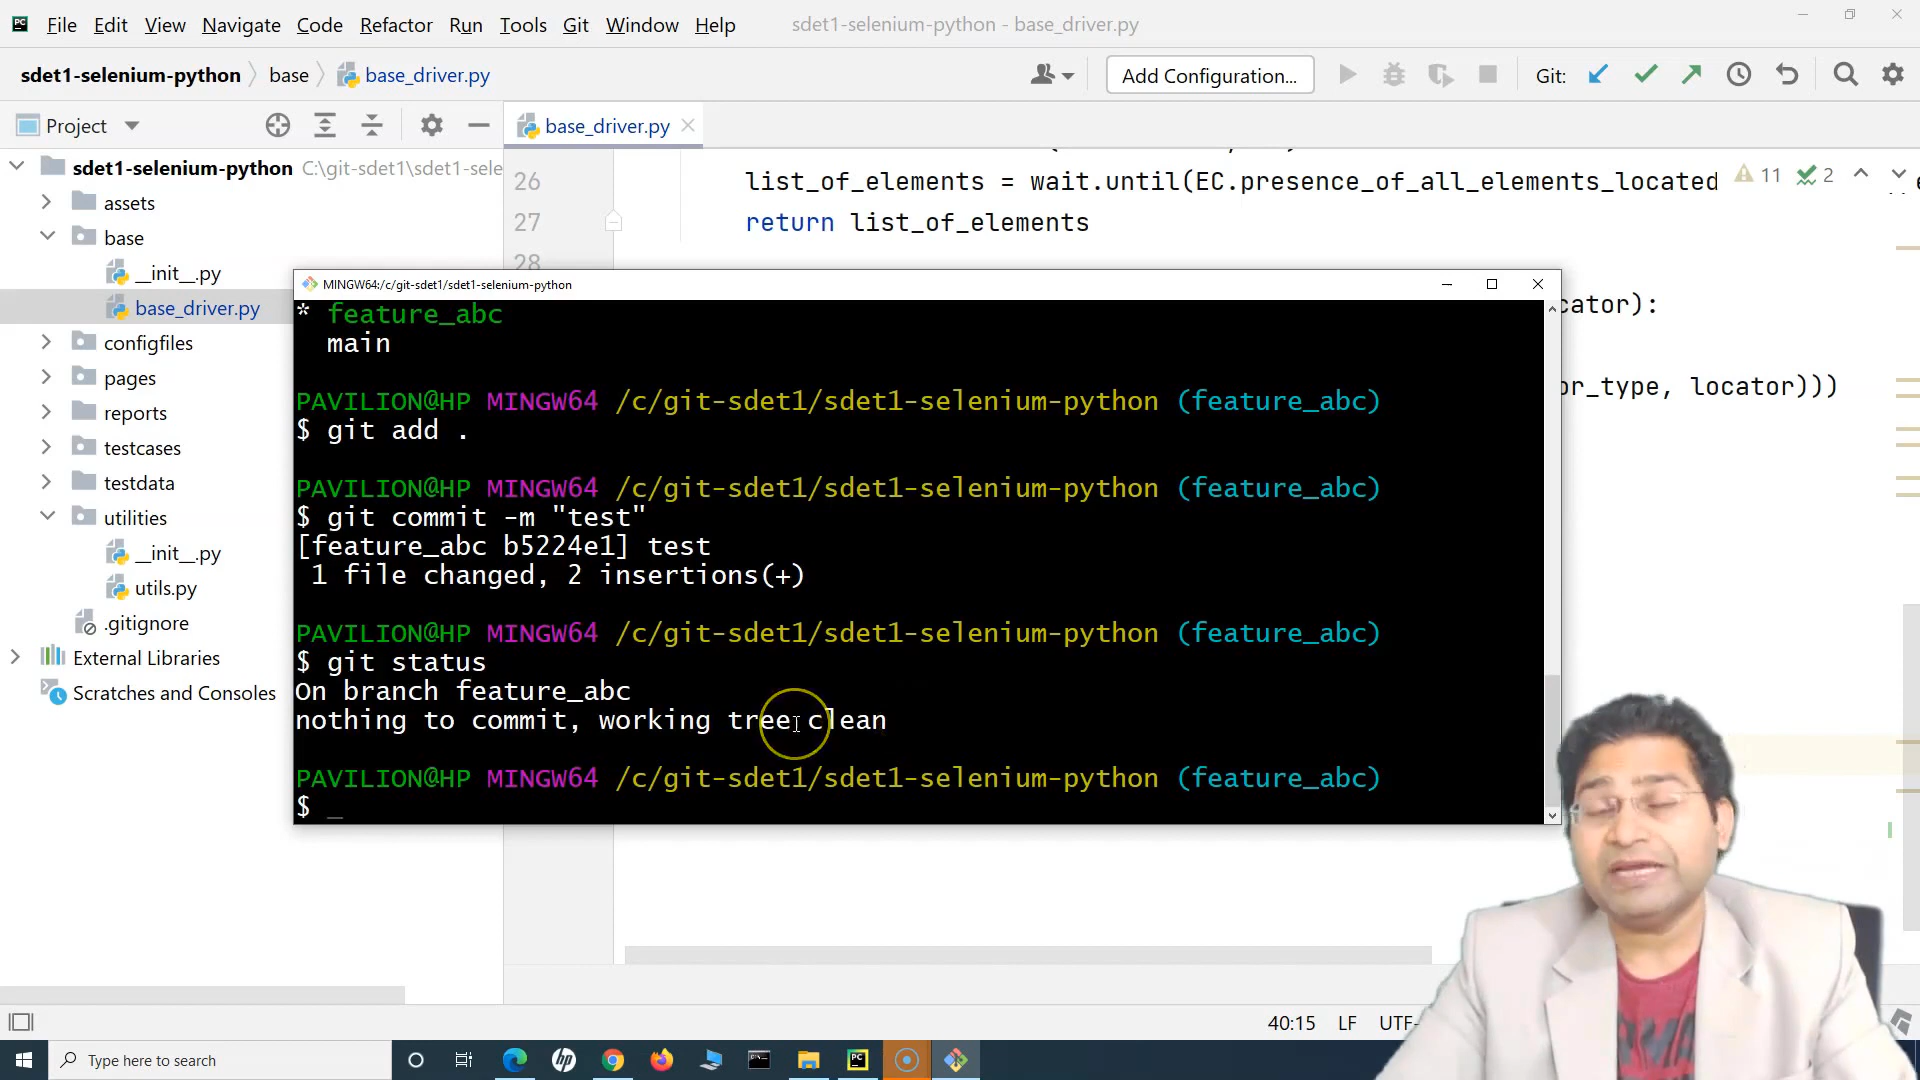 File Edit View Navigate Code Refactor Run Tools Git Window Help sdet1-selenium-python - base_driver.py
sdet1-selenium-python base base_driver.py Add Configuration... Git:
Project base_driver.py
sdet1-selenium-python C:\git-sdet1\sdet1-sele
assets
base
__init__.py
base_driver.py
configfiles
pages
reports
testcases
testdata
utilities
__init__.py
utils.py
.gitignore
External Libraries
Scratches and Consoles
26 list_of_elements = wait.until(EC.presence_of_all_elements_located
11 2
27 return list_of_elements
28
cator):
or_type, locator)))
MINGW64:/c/git-sdet1/sdet1-selenium-python
* feature_abc
main
PAVILION@HP MINGW64 /c/git-sdet1/sdet1-selenium-python (feature_abc)
$ git add .
PAVILION@HP MINGW64 /c/git-sdet1/sdet1-selenium-python (feature_abc)
$ git commit -m "test"
[feature_abc b5224e1] test
1 file changed, 2 insertions(+)
PAVILION@HP MINGW64 /c/git-sdet1/sdet1-selenium-python (feature_abc)
$ git status
On branch feature_abc
nothing to commit, working tree clean
PAVILION@HP MINGW64 /c/git-sdet1/sdet1-selenium-python (feature_abc)
$ _
40:15 LF UTF-
Type here to search